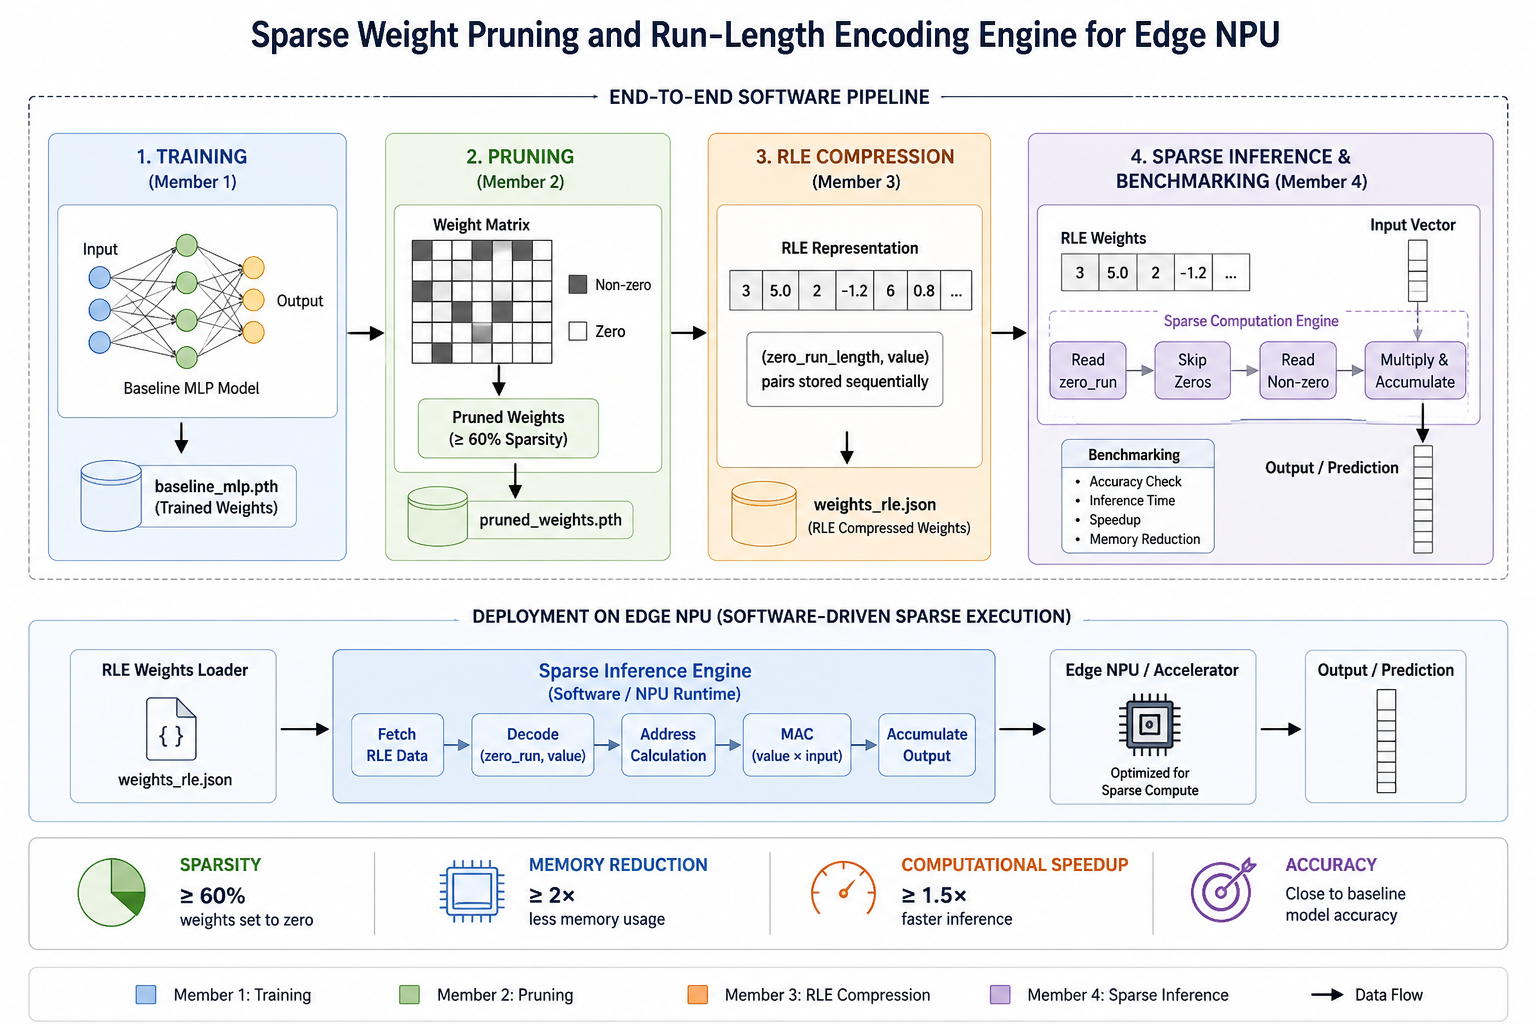 Sparse Weight Pruning and Run-Length Encoding Engine for Edge NPU
END-TO-END SOFTWARE PIPELINE
1. TRAINING
(Member 1)
Input
Output
Baseline MLP Model
baseline_mlp.pth
(Trained Weights)
2. PRUNING
(Member 2)
Weight Matrix
Non-zero
Zero
Pruned Weights
(≥ 60% Sparsity)
pruned_weights.pth
3. RLE COMPRESSION
(Member 3)
RLE Representation
3 5.0 2 -1.2 6 0.8 ...
(zero_run_length, value)
pairs stored sequentially
weights_rle.json
(RLE Compressed Weights)
4. SPARSE INFERENCE &
BENCHMARKING (Member 4)
Input Vector
RLE Weights
3 5.0 2 -1.2 ...
Sparse Computation Engine
Read
zero_run
Skip
Zeros
Read
Non-zero
Multiply &
Accumulate
Benchmarking
• Accuracy Check
• Inference Time
• Speedup
• Memory Reduction
Output / Prediction
DEPLOYMENT ON EDGE NPU (SOFTWARE-DRIVEN SPARSE EXECUTION)
RLE Weights Loader
{ }
weights_rle.json
Sparse Inference Engine
(Software / NPU Runtime)
Fetch
RLE Data
Decode
(zero_run, value)
Address
Calculation
MAC
(value × input)
Accumulate
Output
Edge NPU / Accelerator
Optimized for
Sparse Compute
Output / Prediction
SPARSITY
≥ 60%
weights set to zero
MEMORY REDUCTION
≥ 2×
less memory usage
COMPUTATIONAL SPEEDUP
≥ 1.5×
faster inference
ACCURACY
Close to baseline
model accuracy
Member 1: Training
Member 2: Pruning
Member 3: RLE Compression
Member 4: Sparse Inference
Data Flow